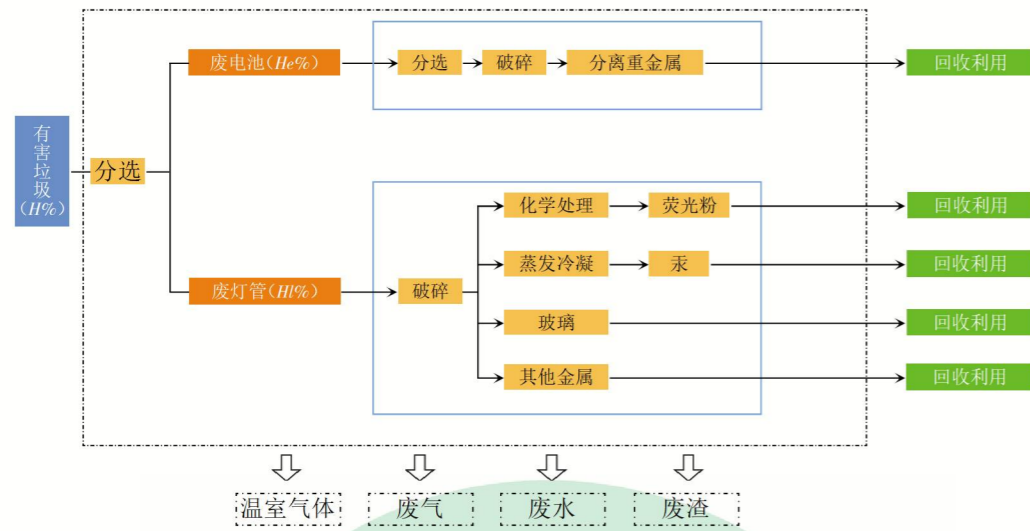 有害垃圾
(H%)
分选
废电池(He%)
分选
破碎
分离重金属
回收利用
废灯管(Hl%)
破碎
化学处理
荧光粉
回收利用
蒸发冷凝
汞
回收利用
玻璃
回收利用
其他金属
回收利用
温室气体
废气
废水
废渣